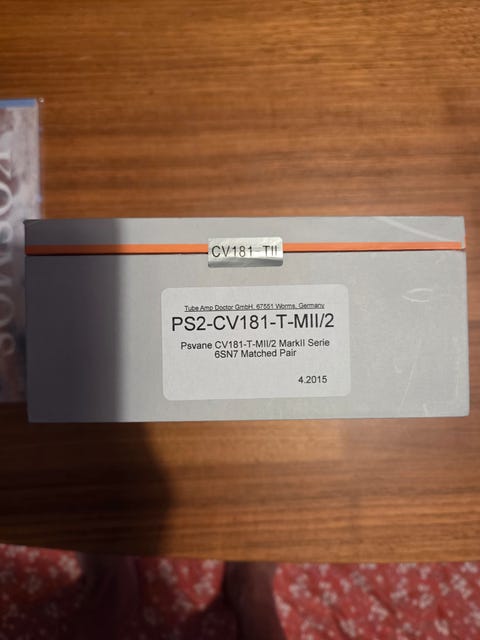 KOSMOS
CV181-TII
Tube Amp Doctor GmbH, 67551 Worms, Germany
PS2-CV181-T-MII/2
Psvane CV181-T-MII/2 MarkII Serie
6SN7 Matched Pair
4.2015